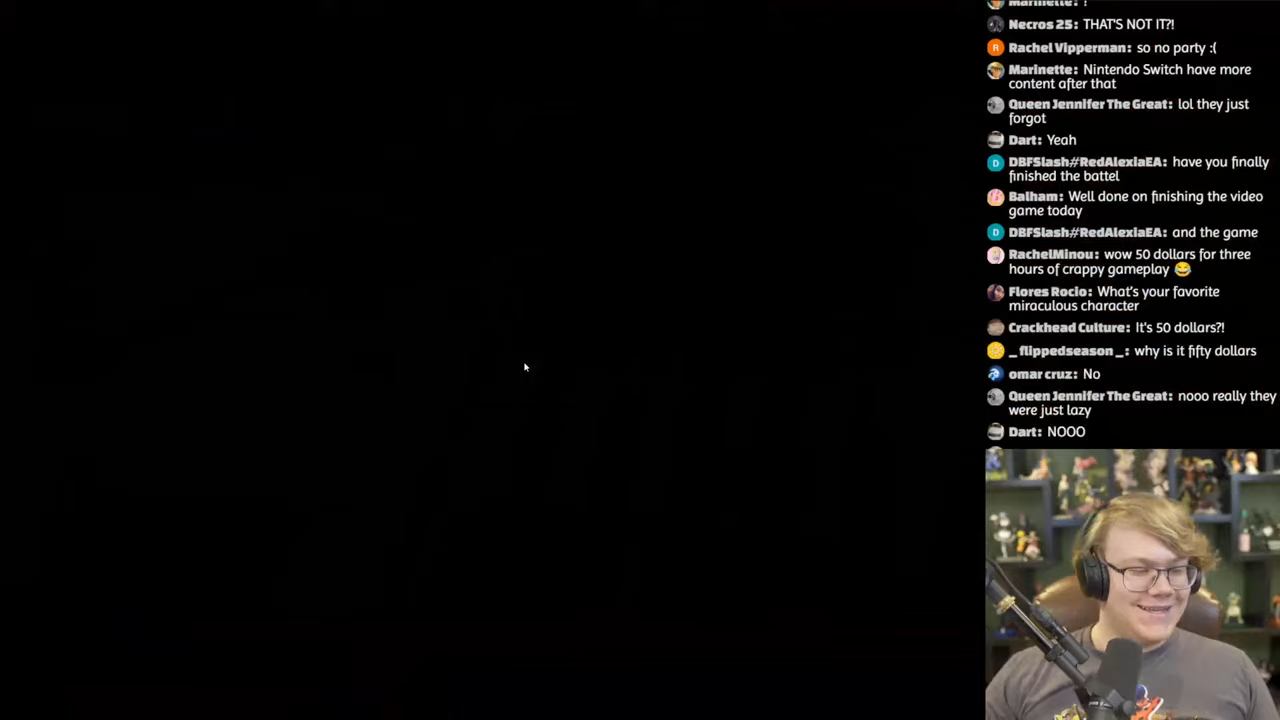 Marinette: ?
Necros 25: THAT'S NOT IT?!
Rachel Vipperman: so no party :(
Marinette: Nintendo Switch have more
content after that
Queen Jennifer The Great: lol they just
forgot
Dart: Yeah
DBFSlash#RedAlexiaEA: have you finally
finished the battel
Balham: Well done on finishing the video
game today
DBFSlash#RedAlexiaEA: and the game
RachelMinou: wow 50 dollars for three
hours of crappy gameplay 😂
Flores Rocio: What's your favorite
miraculous character
Crackhead Culture: It's 50 dollars?!
_ flippedseason _: why is it fifty dollars
omar cruz: No
Queen Jennifer The Great: nooo really they
were just lazy
Dart: NOOO